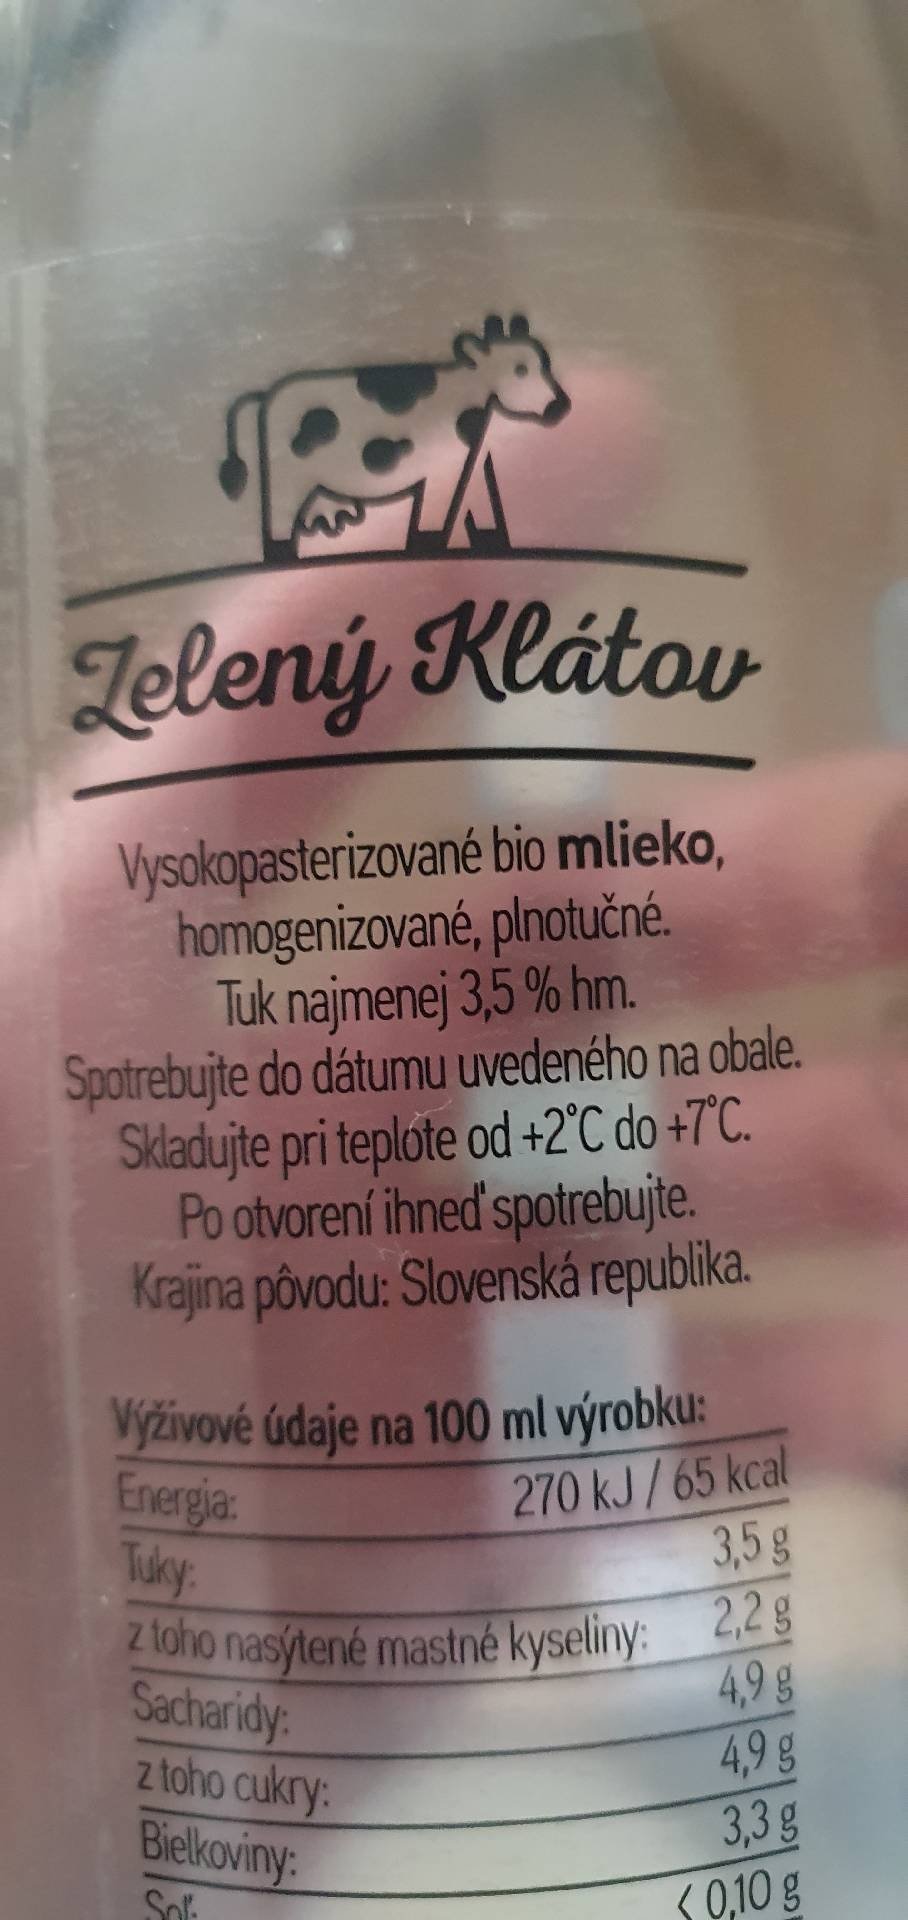 Zelený Klátov
Vysokopasterizované bio mlieko,
homogenizované, plnotučné.
Tuk najmenej 3,5 % hm.
Spotrebujte do dátumu uvedeného na obale.
Skladujte pri teplote od +2°C do +7°C.
Po otvorení ihneď spotrebujte.
Krajina pôvodu: Slovenská republika.
Výživové údaje na 100 ml výrobku:
Energia: 270 kJ / 65 kcal
Tuky: 3,5 g
z toho nasýtené mastné kyseliny: 2,2 g
Sacharidy: 4,9 g
z toho cukry: 4,9 g
Bielkoviny: 3,3 g
Soľ: < 0,10 g